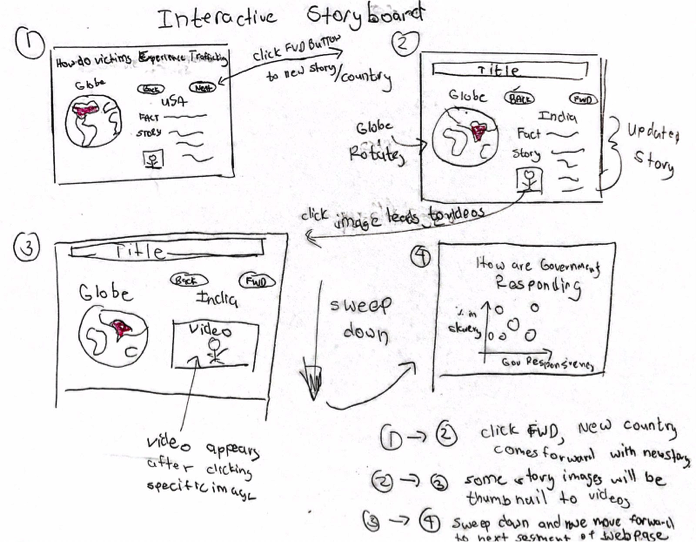 Interactive Storyboard
1
How do victims Experience Trafficking
Globe
Back
Next
USA
FACT
STORY
click FWD BUTTON
to new story/country
2
Title
Globe
BACK
FWD
India
Fact
Story
Globe
Rotates
Updated
Story
click image leads to videos
3
Title
Globe
Back
FWD
India
Video
video appears
after clicking
specific image
sweep
down
4
How are Government
Responding
% in
slavery
Gov Responsivency
1 → 2 click FWD, New country
comes forward with new story
2 → 3 some story images will be
thumbnail to videos
3 → 4 sweep down and we move forward
to next segment of webpage